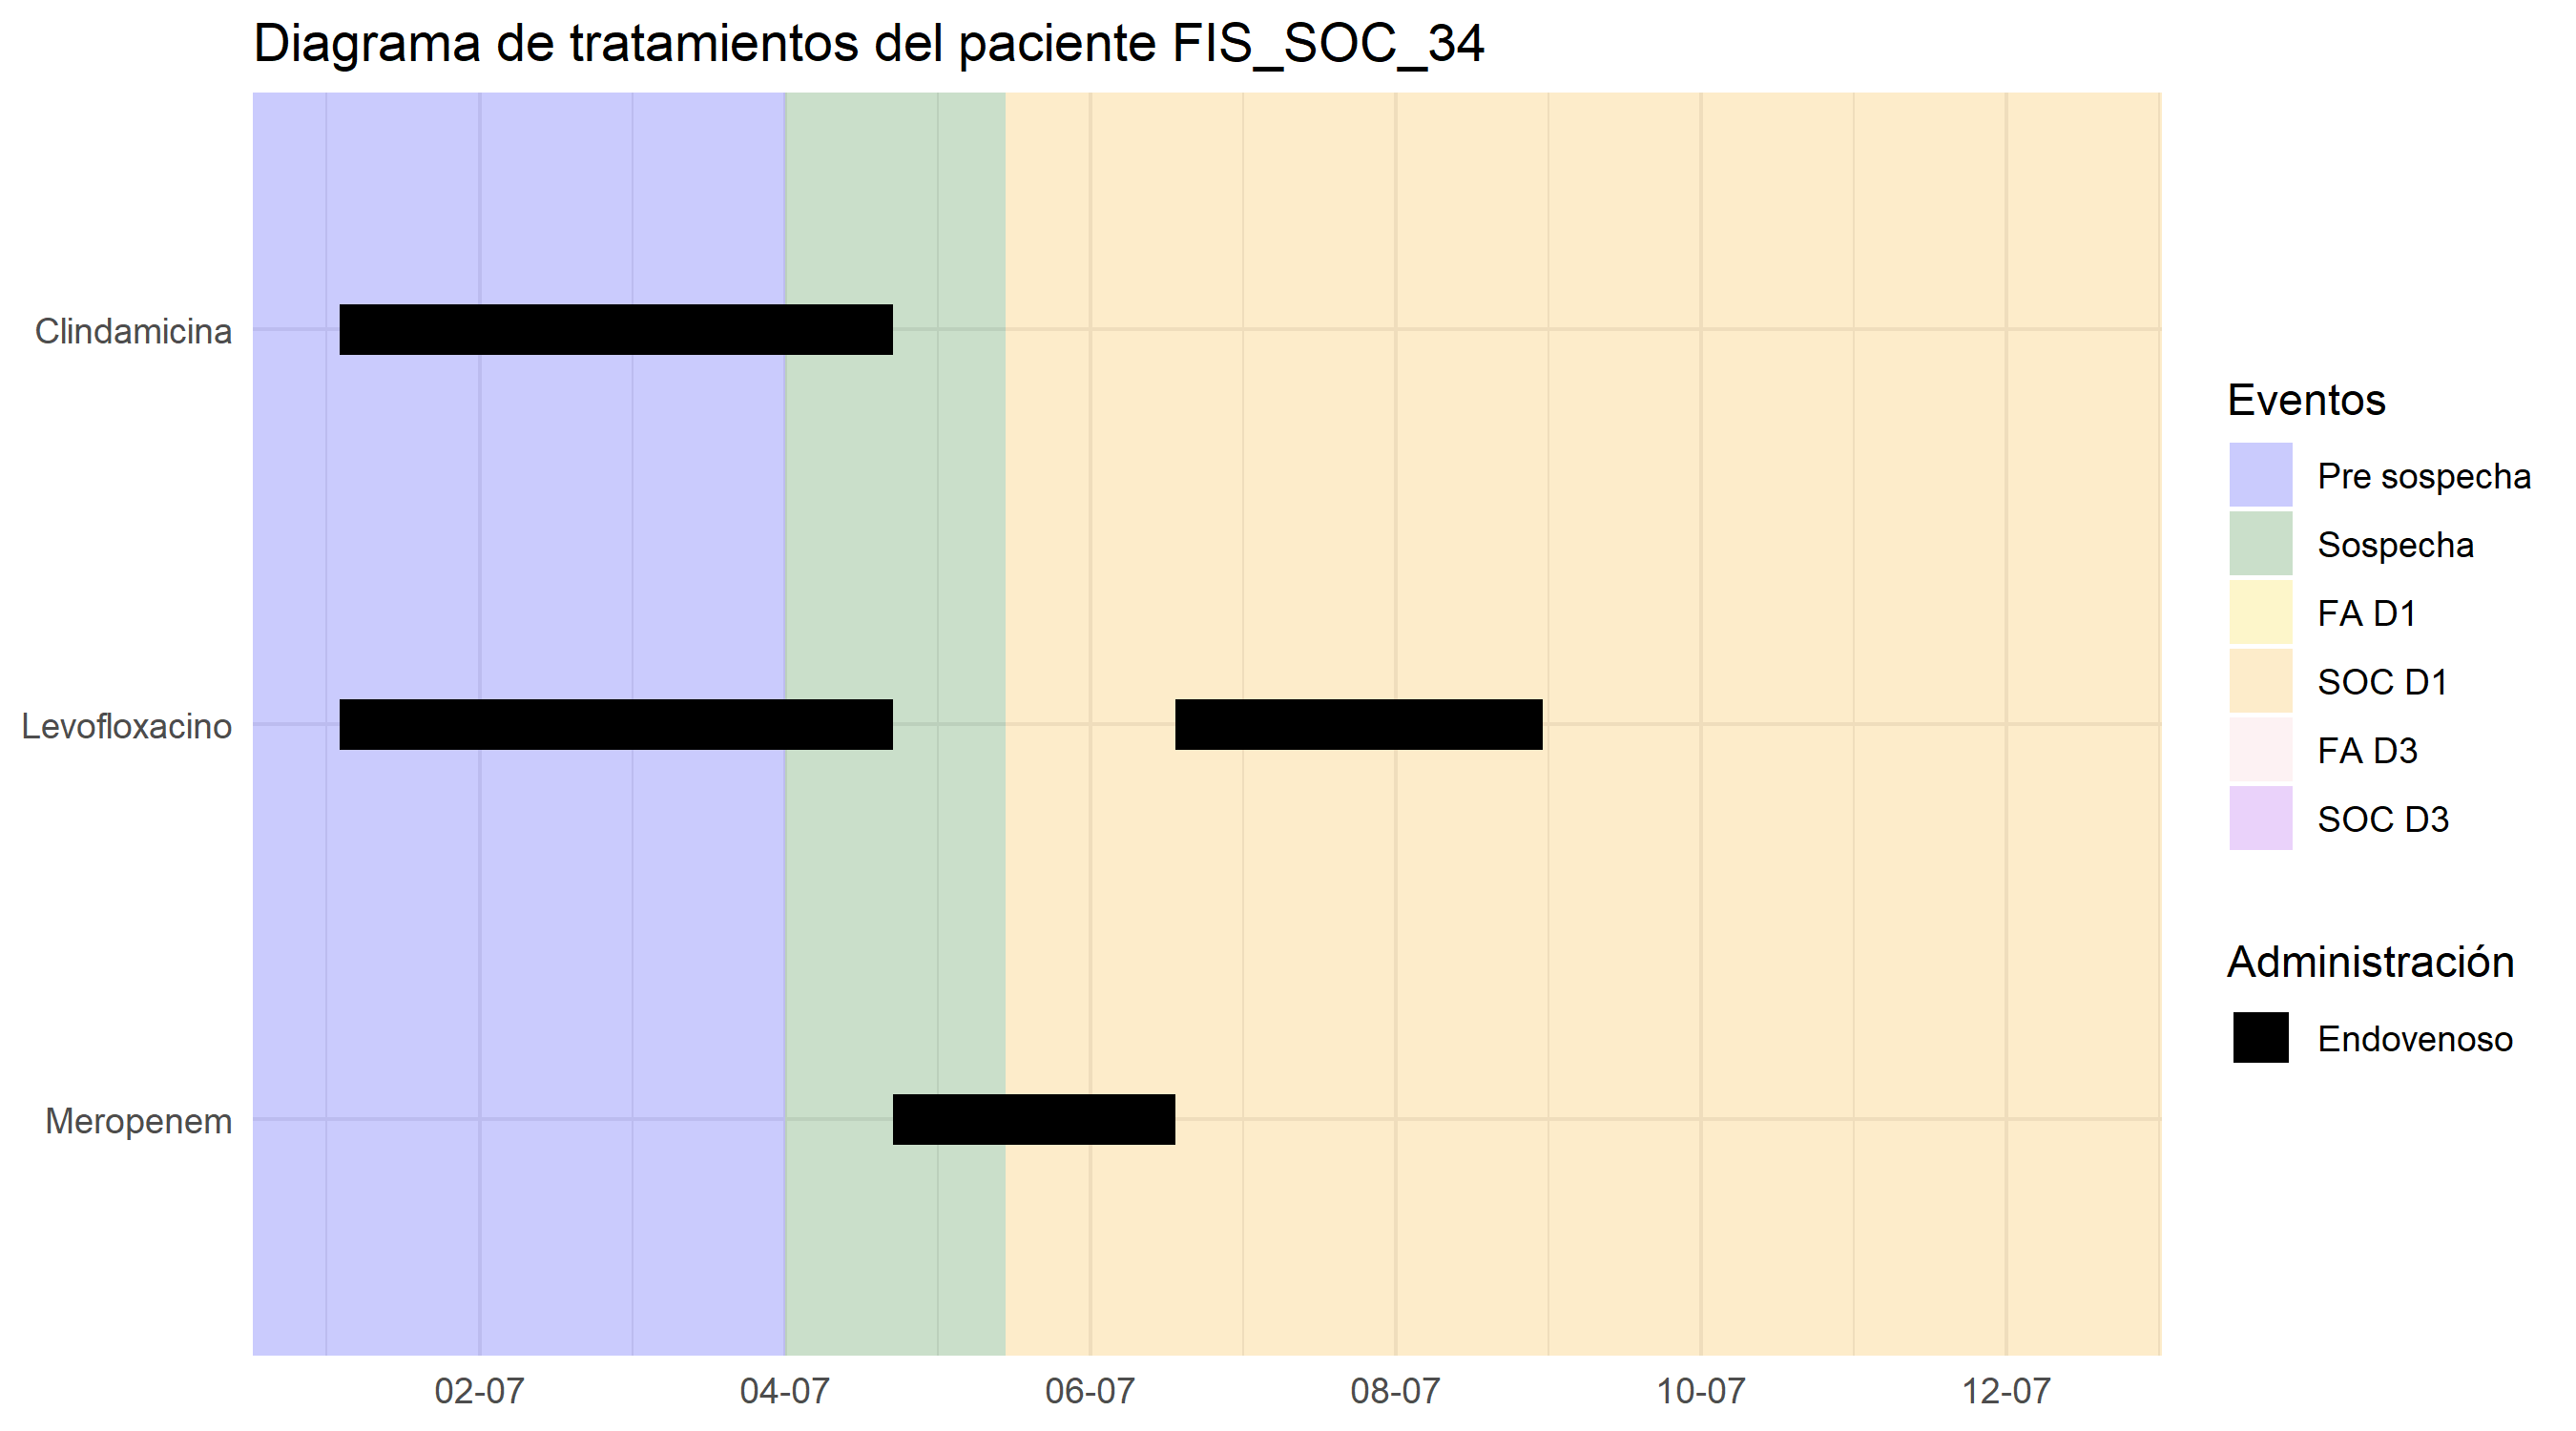 Diagrama de tratamientos del paciente FIS_SOC_34
Clindamicina
Levofloxacino
Meropenem
02-07
04-07
06-07
08-07
10-07
12-07
Eventos
Pre sospecha
Sospecha
FA D1
SOC D1
FA D3
SOC D3
Administración
Endovenoso